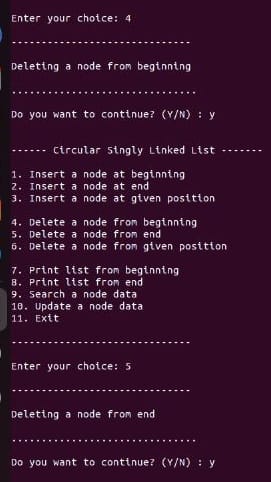 Enter your choice: 4
-----------------------------
Deleting a node from beginning
..............................
Do you want to continue? (Y/N) : y
------ Circular Singly Linked List -------
1. Insert a node at beginning
2. Insert a node at end
3. Insert a node at given position
4. Delete a node from beginning
5. Delete a node from end
6. Delete a node from given position
7. Print list from beginning
8. Print list from end
9. Search a node data
10. Update a node data
11. Exit
-----------------------------
Enter your choice: 5
-----------------------------
Deleting a node from end
..............................
Do you want to continue? (Y/N) : y